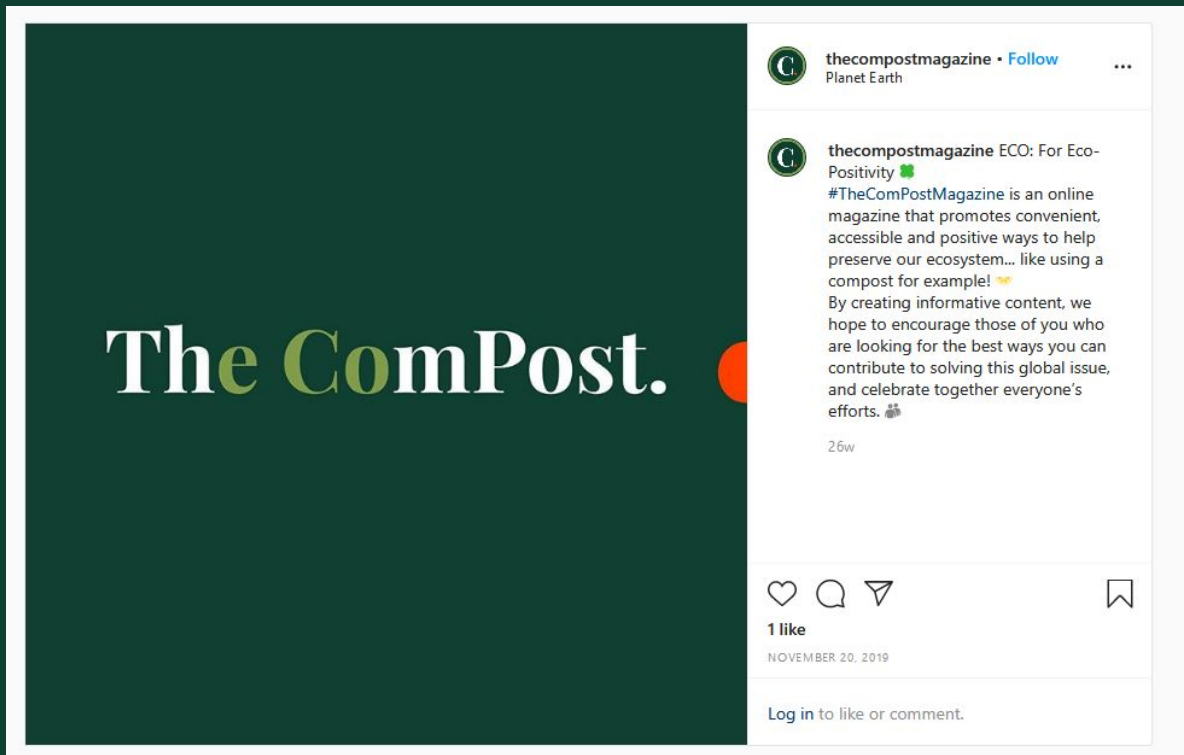 The ComPost.
C.
thecompostmagazine • Follow
Planet Earth
C.
thecompostmagazine ECO: For Eco-
Positivity 🍀
#TheComPostMagazine is an online
magazine that promotes convenient,
accessible and positive ways to help
preserve our ecosystem... like using a
compost for example!
By creating informative content, we
hope to encourage those of you who
are looking for the best ways you can
contribute to solving this global issue,
and celebrate together everyone’s
efforts.
26w
1 like
NOVEMBER 20, 2019
Log in to like or comment.